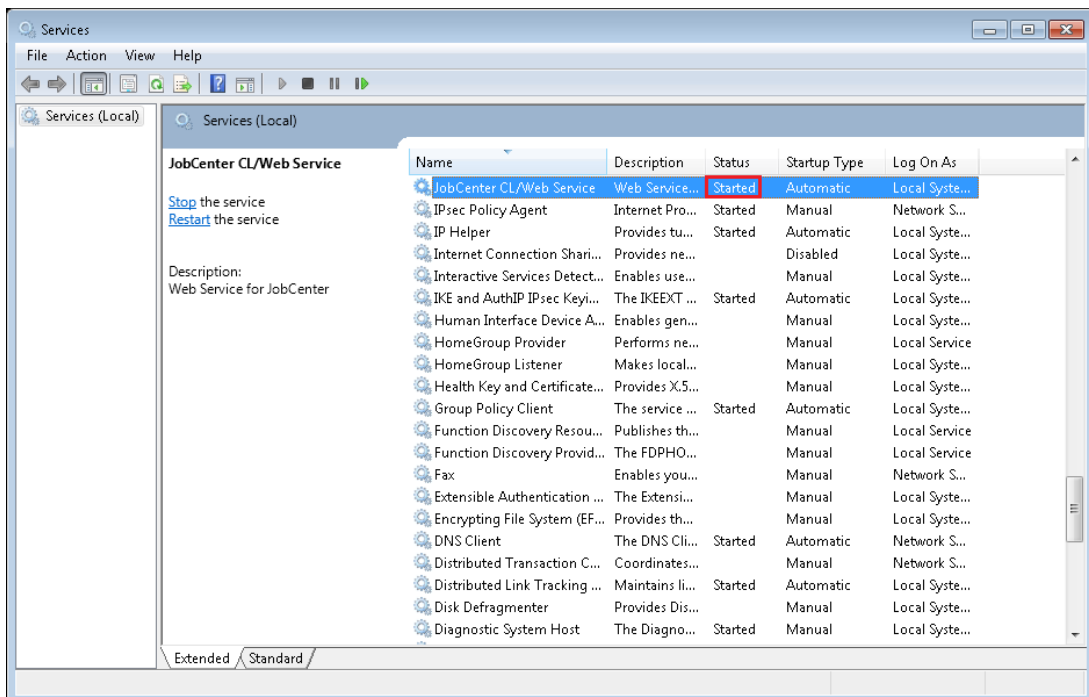 Services
File Action View Help
Services (Local)
Services (Local)
JobCenter CL/Web Service
Stop the service
Restart the service
Description:
Web Service for JobCenter
Name Description Status Startup Type Log On As
JobCenter CL/Web Service Web Service... Started Automatic Local Syste...
IPsec Policy Agent Internet Pro... Started Manual Network S...
IP Helper Provides tu... Started Automatic Local Syste...
Internet Connection Shari... Provides ne... Disabled Local Syste...
Interactive Services Detect... Enables use... Manual Local Syste...
IKE and AuthIP IPsec Keyi... The IKEEXT ... Started Automatic Local Syste...
Human Interface Device A... Enables gen... Manual Local Syste...
HomeGroup Provider Performs ne... Manual Local Service
HomeGroup Listener Makes local... Manual Local Syste...
Health Key and Certificate... Provides X.5... Manual Local Syste...
Group Policy Client The service ... Started Automatic Local Syste...
Function Discovery Resou... Publishes th... Manual Local Service
Function Discovery Provid... The FDPHO... Manual Local Service
Fax Enables you... Manual Network S...
Extensible Authentication ... The Extensi... Manual Local Syste...
Encrypting File System (EF... Provides th... Manual Local Syste...
DNS Client The DNS Cli... Started Automatic Network S...
Distributed Transaction C... Coordinates... Manual Network S...
Distributed Link Tracking ... Maintains li... Started Automatic Local Syste...
Disk Defragmenter Provides Dis... Manual Local Syste...
Diagnostic System Host The Diagno... Started Manual Local Syste...
Extended Standard